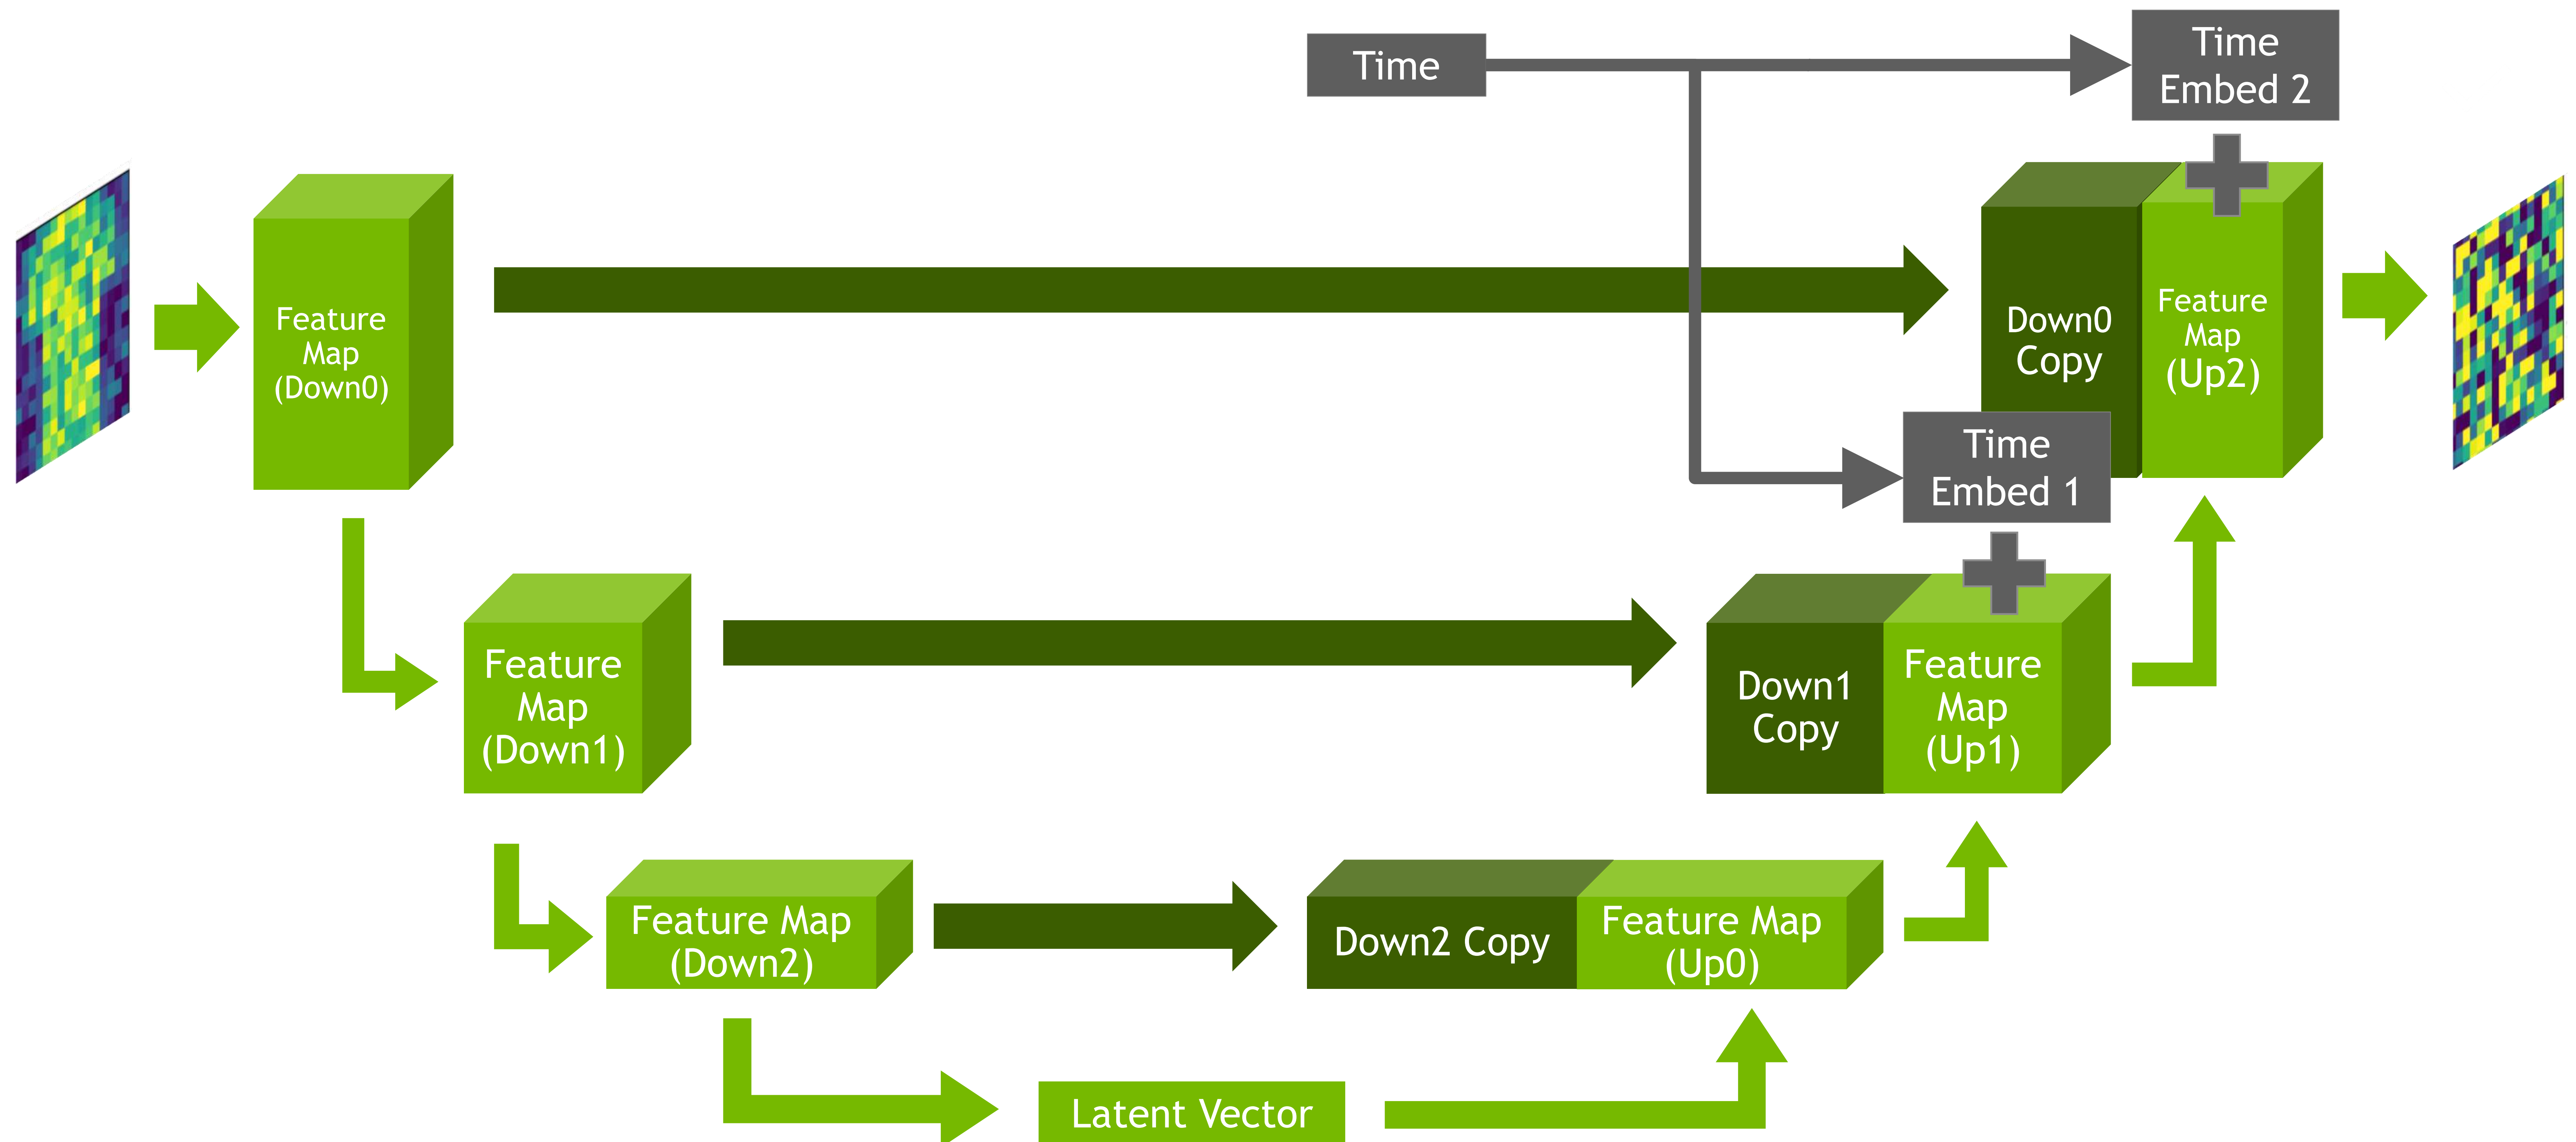 Time
Time
Embed 2
Feature
Map
(Down0)
Down0
Copy
Feature
Map
(Up2)
Time
Embed 1
Feature
Map
(Down1)
Down1
Copy
Feature
Map
(Up1)
Feature Map
(Down2)
Down2 Copy
Feature Map
(Up0)
Latent Vector